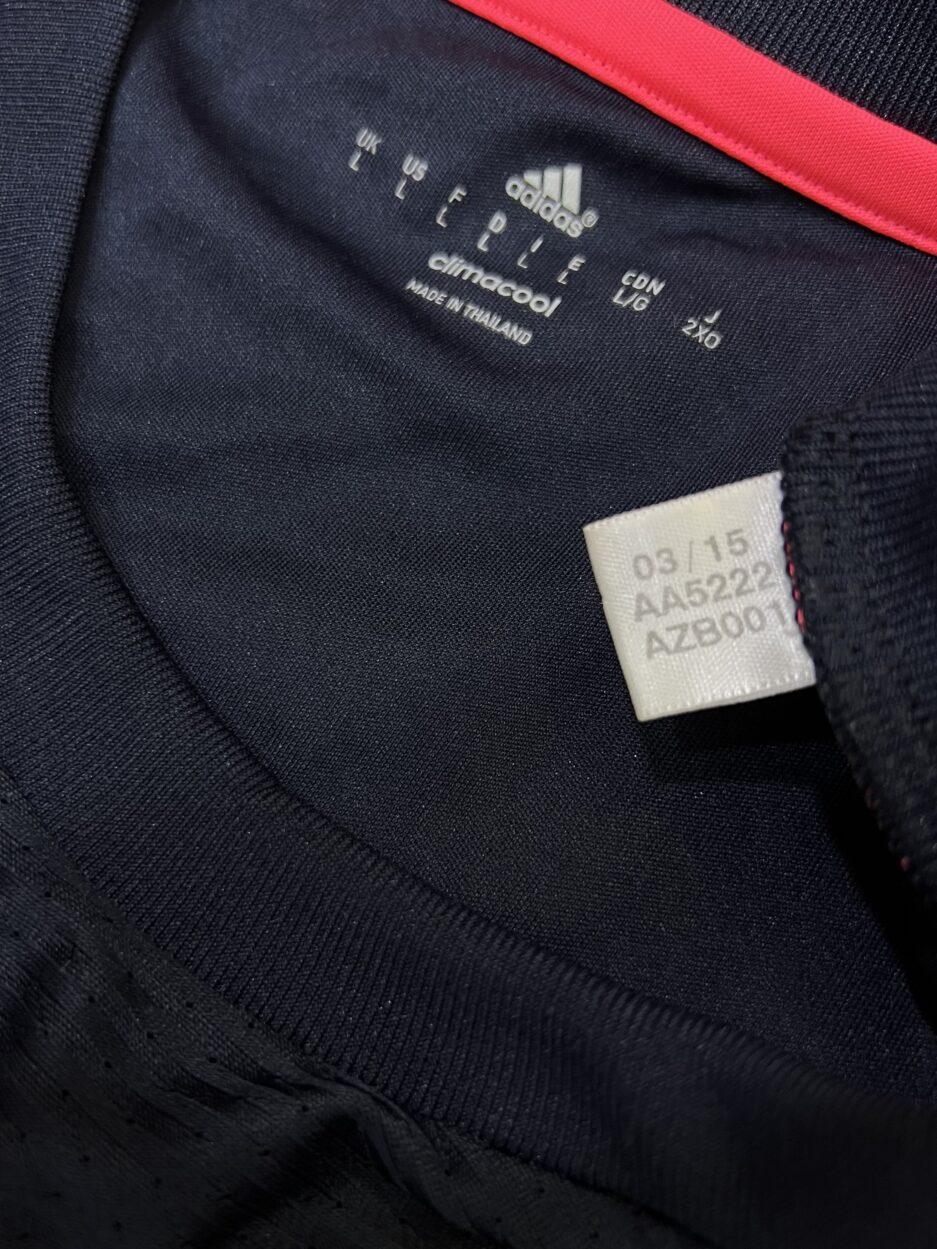 adidas®
UK US F D I E CDN J
L L L L L L L/G 2XO
climacool
MADE IN THAILAND
03/15
AA5222
AZB001